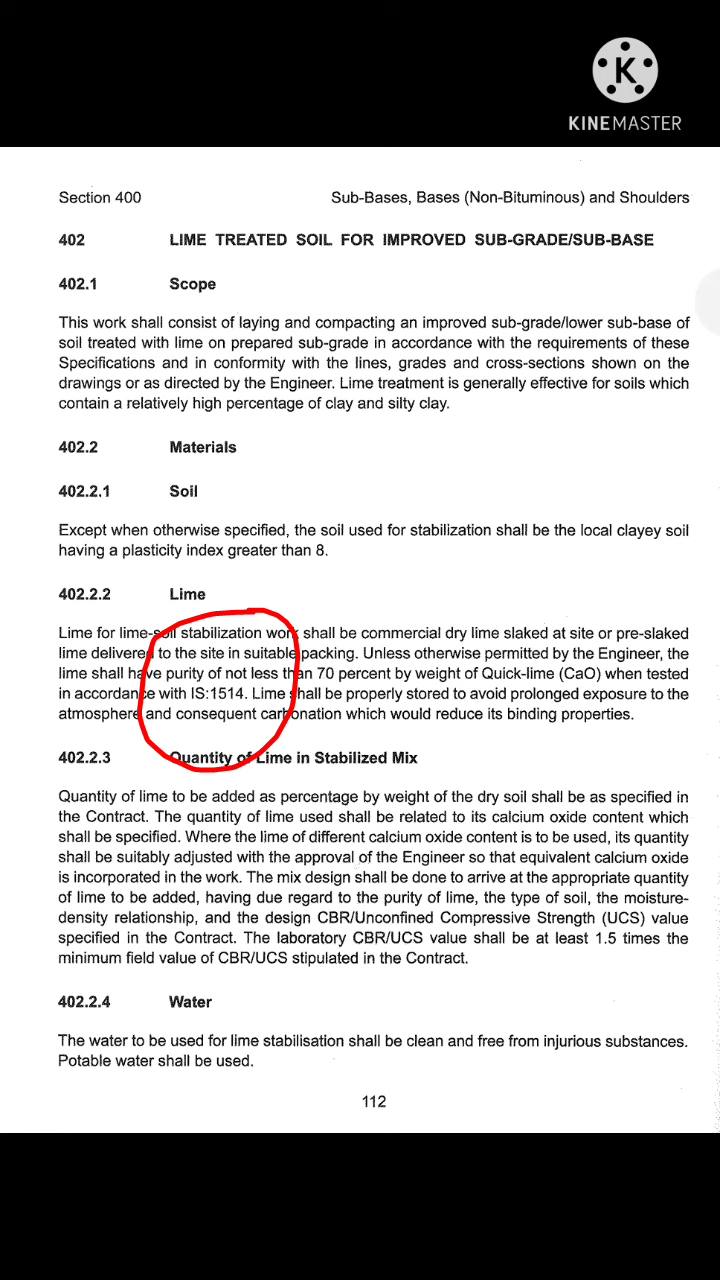 K
KINEMASTER
Section 400 Sub-Bases, Bases (Non-Bituminous) and Shoulders
402 LIME TREATED SOIL FOR IMPROVED SUB-GRADE/SUB-BASE
402.1 Scope
This work shall consist of laying and compacting an improved sub-grade/lower sub-base of
soil treated with lime on prepared sub-grade in accordance with the requirements of these
Specifications and in conformity with the lines, grades and cross-sections shown on the
drawings or as directed by the Engineer. Lime treatment is generally effective for soils which
contain a relatively high percentage of clay and silty clay.
402.2 Materials
402.2.1 Soil
Except when otherwise specified, the soil used for stabilization shall be the local clayey soil
having a plasticity index greater than 8.
402.2.2 Lime
Lime for lime-soil stabilization work shall be commercial dry lime slaked at site or pre-slaked
lime delivered to the site in suitable packing. Unless otherwise permitted by the Engineer, the
lime shall have purity of not less than 70 percent by weight of Quick-lime (CaO) when tested
in accordance with IS:1514. Lime shall be properly stored to avoid prolonged exposure to the
atmosphere and consequent carbonation which would reduce its binding properties.
402.2.3 Quantity of Lime in Stabilized Mix
Quantity of lime to be added as percentage by weight of the dry soil shall be as specified in
the Contract. The quantity of lime used shall be related to its calcium oxide content which
shall be specified. Where the lime of different calcium oxide content is to be used, its quantity
shall be suitably adjusted with the approval of the Engineer so that equivalent calcium oxide
is incorporated in the work. The mix design shall be done to arrive at the appropriate quantity
of lime to be added, having due regard to the purity of lime, the type of soil, the moisture-
density relationship, and the design CBR/Unconfined Compressive Strength (UCS) value
specified in the Contract. The laboratory CBR/UCS value shall be at least 1.5 times the
minimum field value of CBR/UCS stipulated in the Contract.
402.2.4 Water
The water to be used for lime stabilisation shall be clean and free from injurious substances.
Potable water shall be used.
112